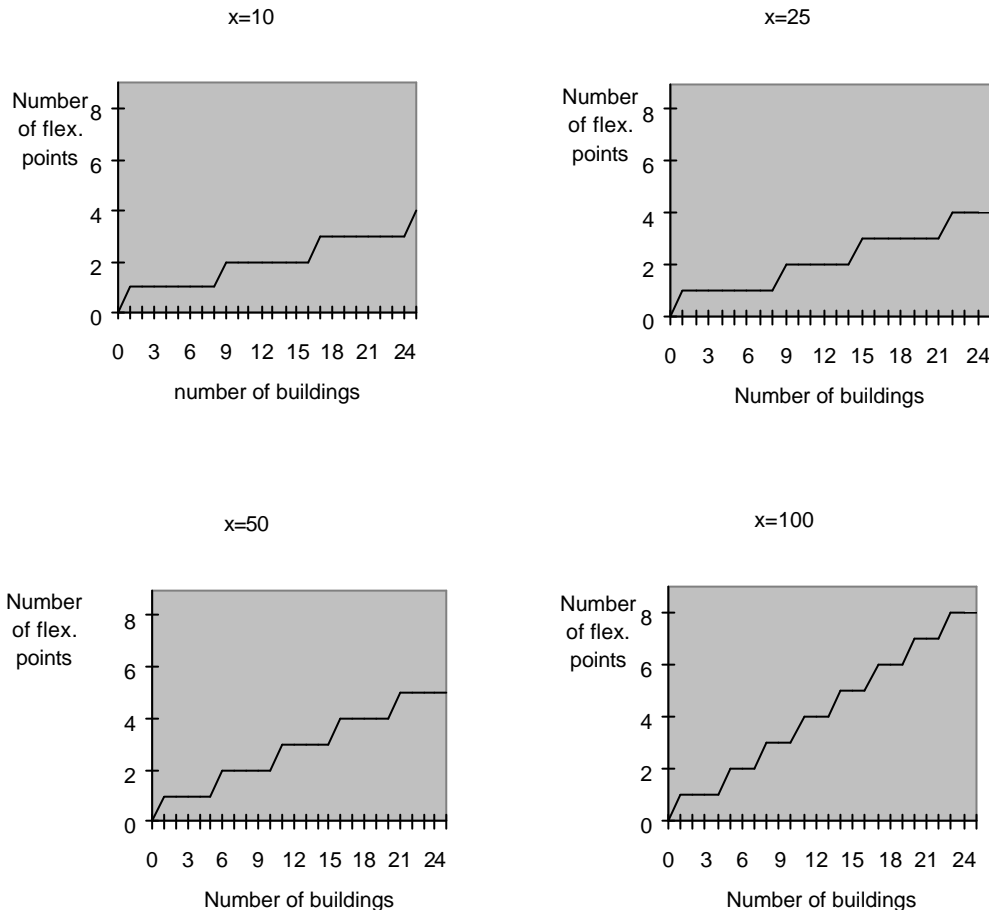 x=10
Number
of flex.
points
8
6
4
2
0
0 3 6 9 12 15 18 21 24
number of buildings
x=25
Number
of flex.
points
8
6
4
2
0
0 3 6 9 12 15 18 21 24
Number of buildings
x=50
Number
of flex.
points
8
6
4
2
0
0 3 6 9 12 15 18 21 24
Number of buildings
x=100
Number
of flex.
points
8
6
4
2
0
0 3 6 9 12 15 18 21 24
Number of buildings